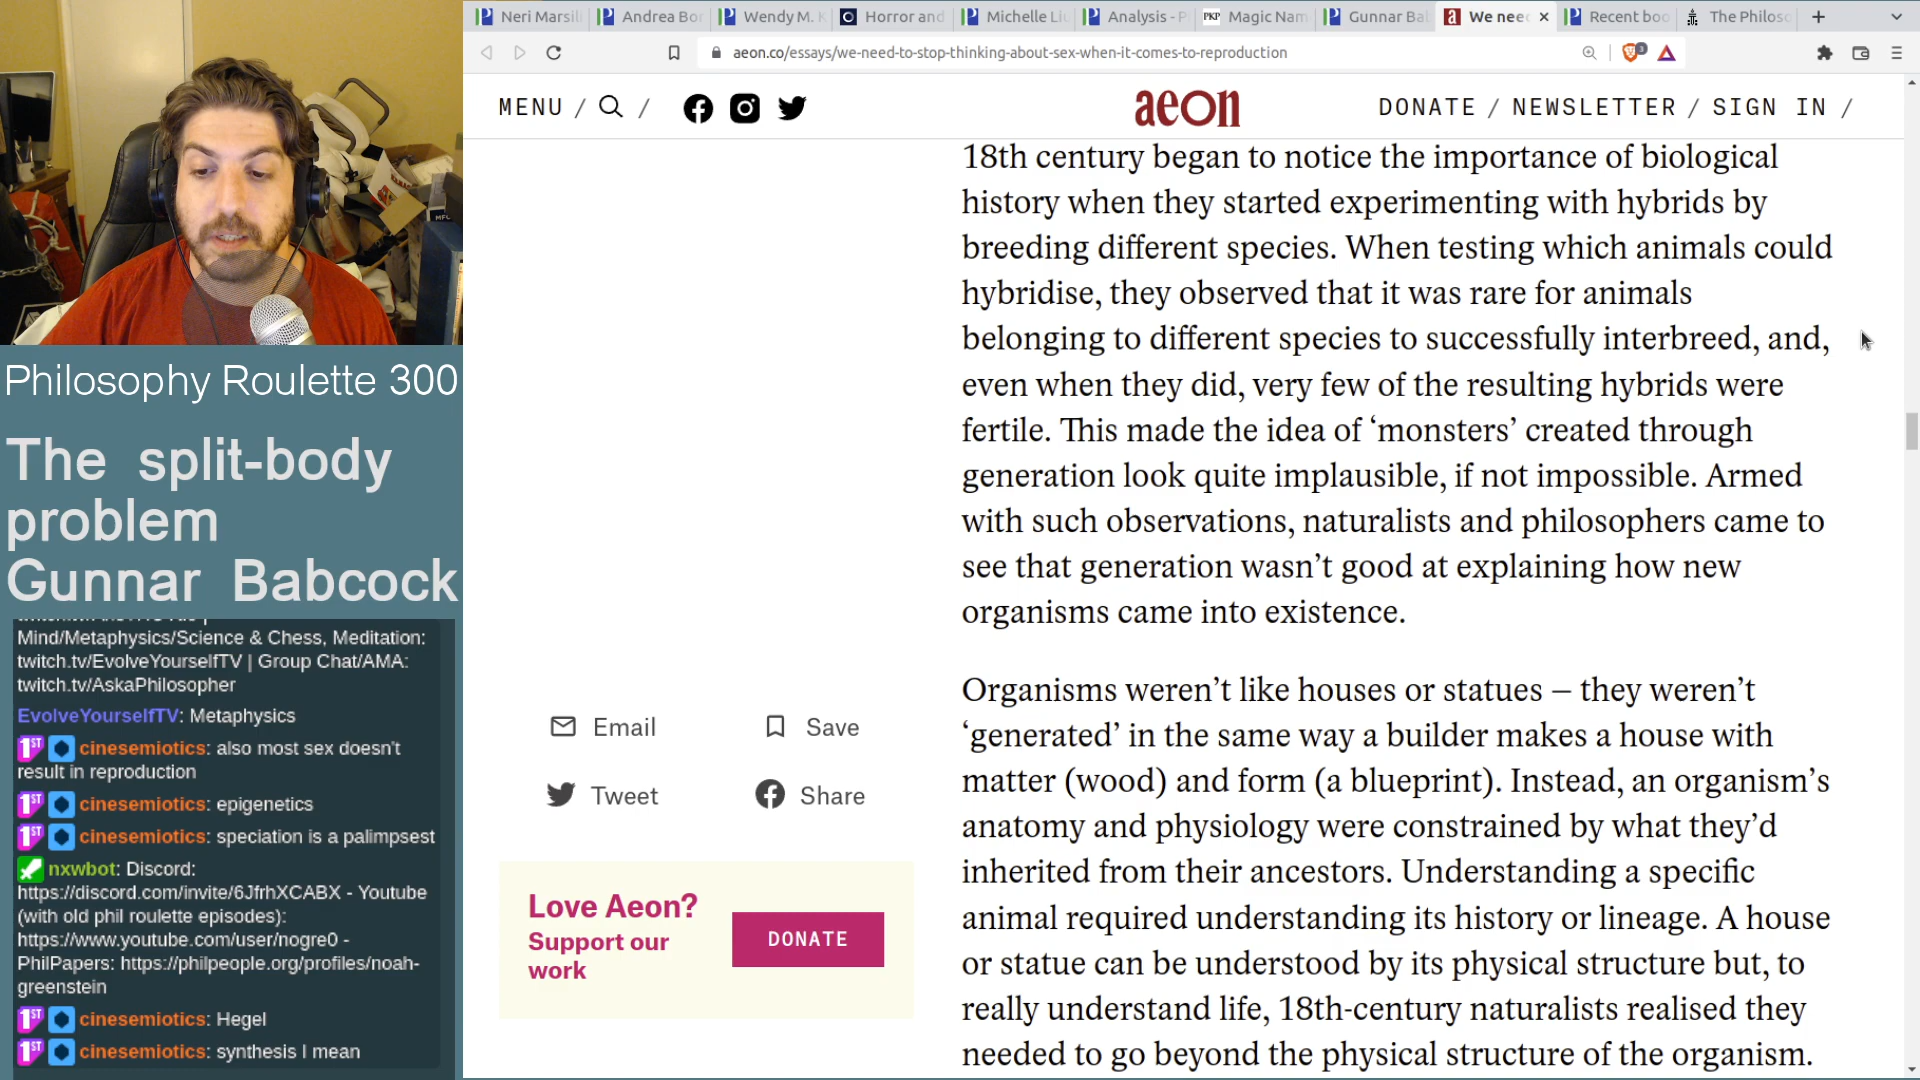 Neri Marsil
Andrea Bo
Wendy M. K
Horror and
Michelle Li
Analysis - P
PKP Magic Nam
Gunnar Ba
We nee
Recent boo
The Philoso
aeon.co/essays/we-need-to-stop-thinking-about-sex-when-it-comes-to-reproduction
3
MENU / /
aeon
DONATE / NEWSLETTER / SIGN IN /
18th century began to notice the importance of biological
history when they started experimenting with hybrids by
breeding different species. When testing which animals could
hybridise, they observed that it was rare for animals
belonging to different species to successfully interbreed, and,
even when they did, very few of the resulting hybrids were
fertile. This made the idea of ‘monsters’ created through
generation look quite implausible, if not impossible. Armed
with such observations, naturalists and philosophers came to
see that generation wasn’t good at explaining how new
organisms came into existence.
Organisms weren’t like houses or statues – they weren’t
‘generated’ in the same way a builder makes a house with
matter (wood) and form (a blueprint). Instead, an organism’s
anatomy and physiology were constrained by what they’d
inherited from their ancestors. Understanding a specific
animal required understanding its history or lineage. A house
or statue can be understood by its physical structure but, to
really understand life, 18th-century naturalists realised they
needed to go beyond the physical structure of the organism.
Email
Save
Tweet
Share
Love Aeon?
Support our
work
DONATE
Philosophy Roulette 300
The split-body
problem
Gunnar Babcock
Mind/Metaphysics/Science & Chess, Meditation:
twitch.tv/EvolveYourselfTV | Group Chat/AMA:
twitch.tv/AskaPhilosopher
EvolveYourselfTV: Metaphysics
1ST cinesemiotics: also most sex doesn't
result in reproduction
1ST cinesemiotics: epigenetics
1ST cinesemiotics: speciation is a palimpsest
nxwbot: Discord:
https://discord.com/invite/6JfrhXCABX - Youtube
(with old phil roulette episodes):
https://www.youtube.com/user/nogre0 -
PhilPapers: https://philpeople.org/profiles/noah-
greenstein
1ST cinesemiotics: Hegel
1ST cinesemiotics: synthesis I mean